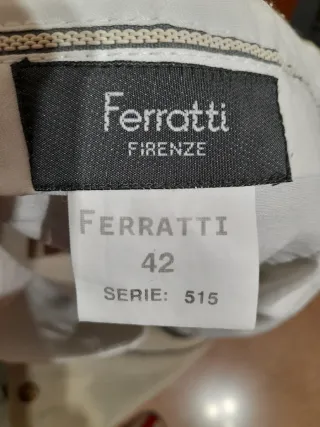 Ferratti
FIRENZE
FERRATTI
42
SERIE: 515